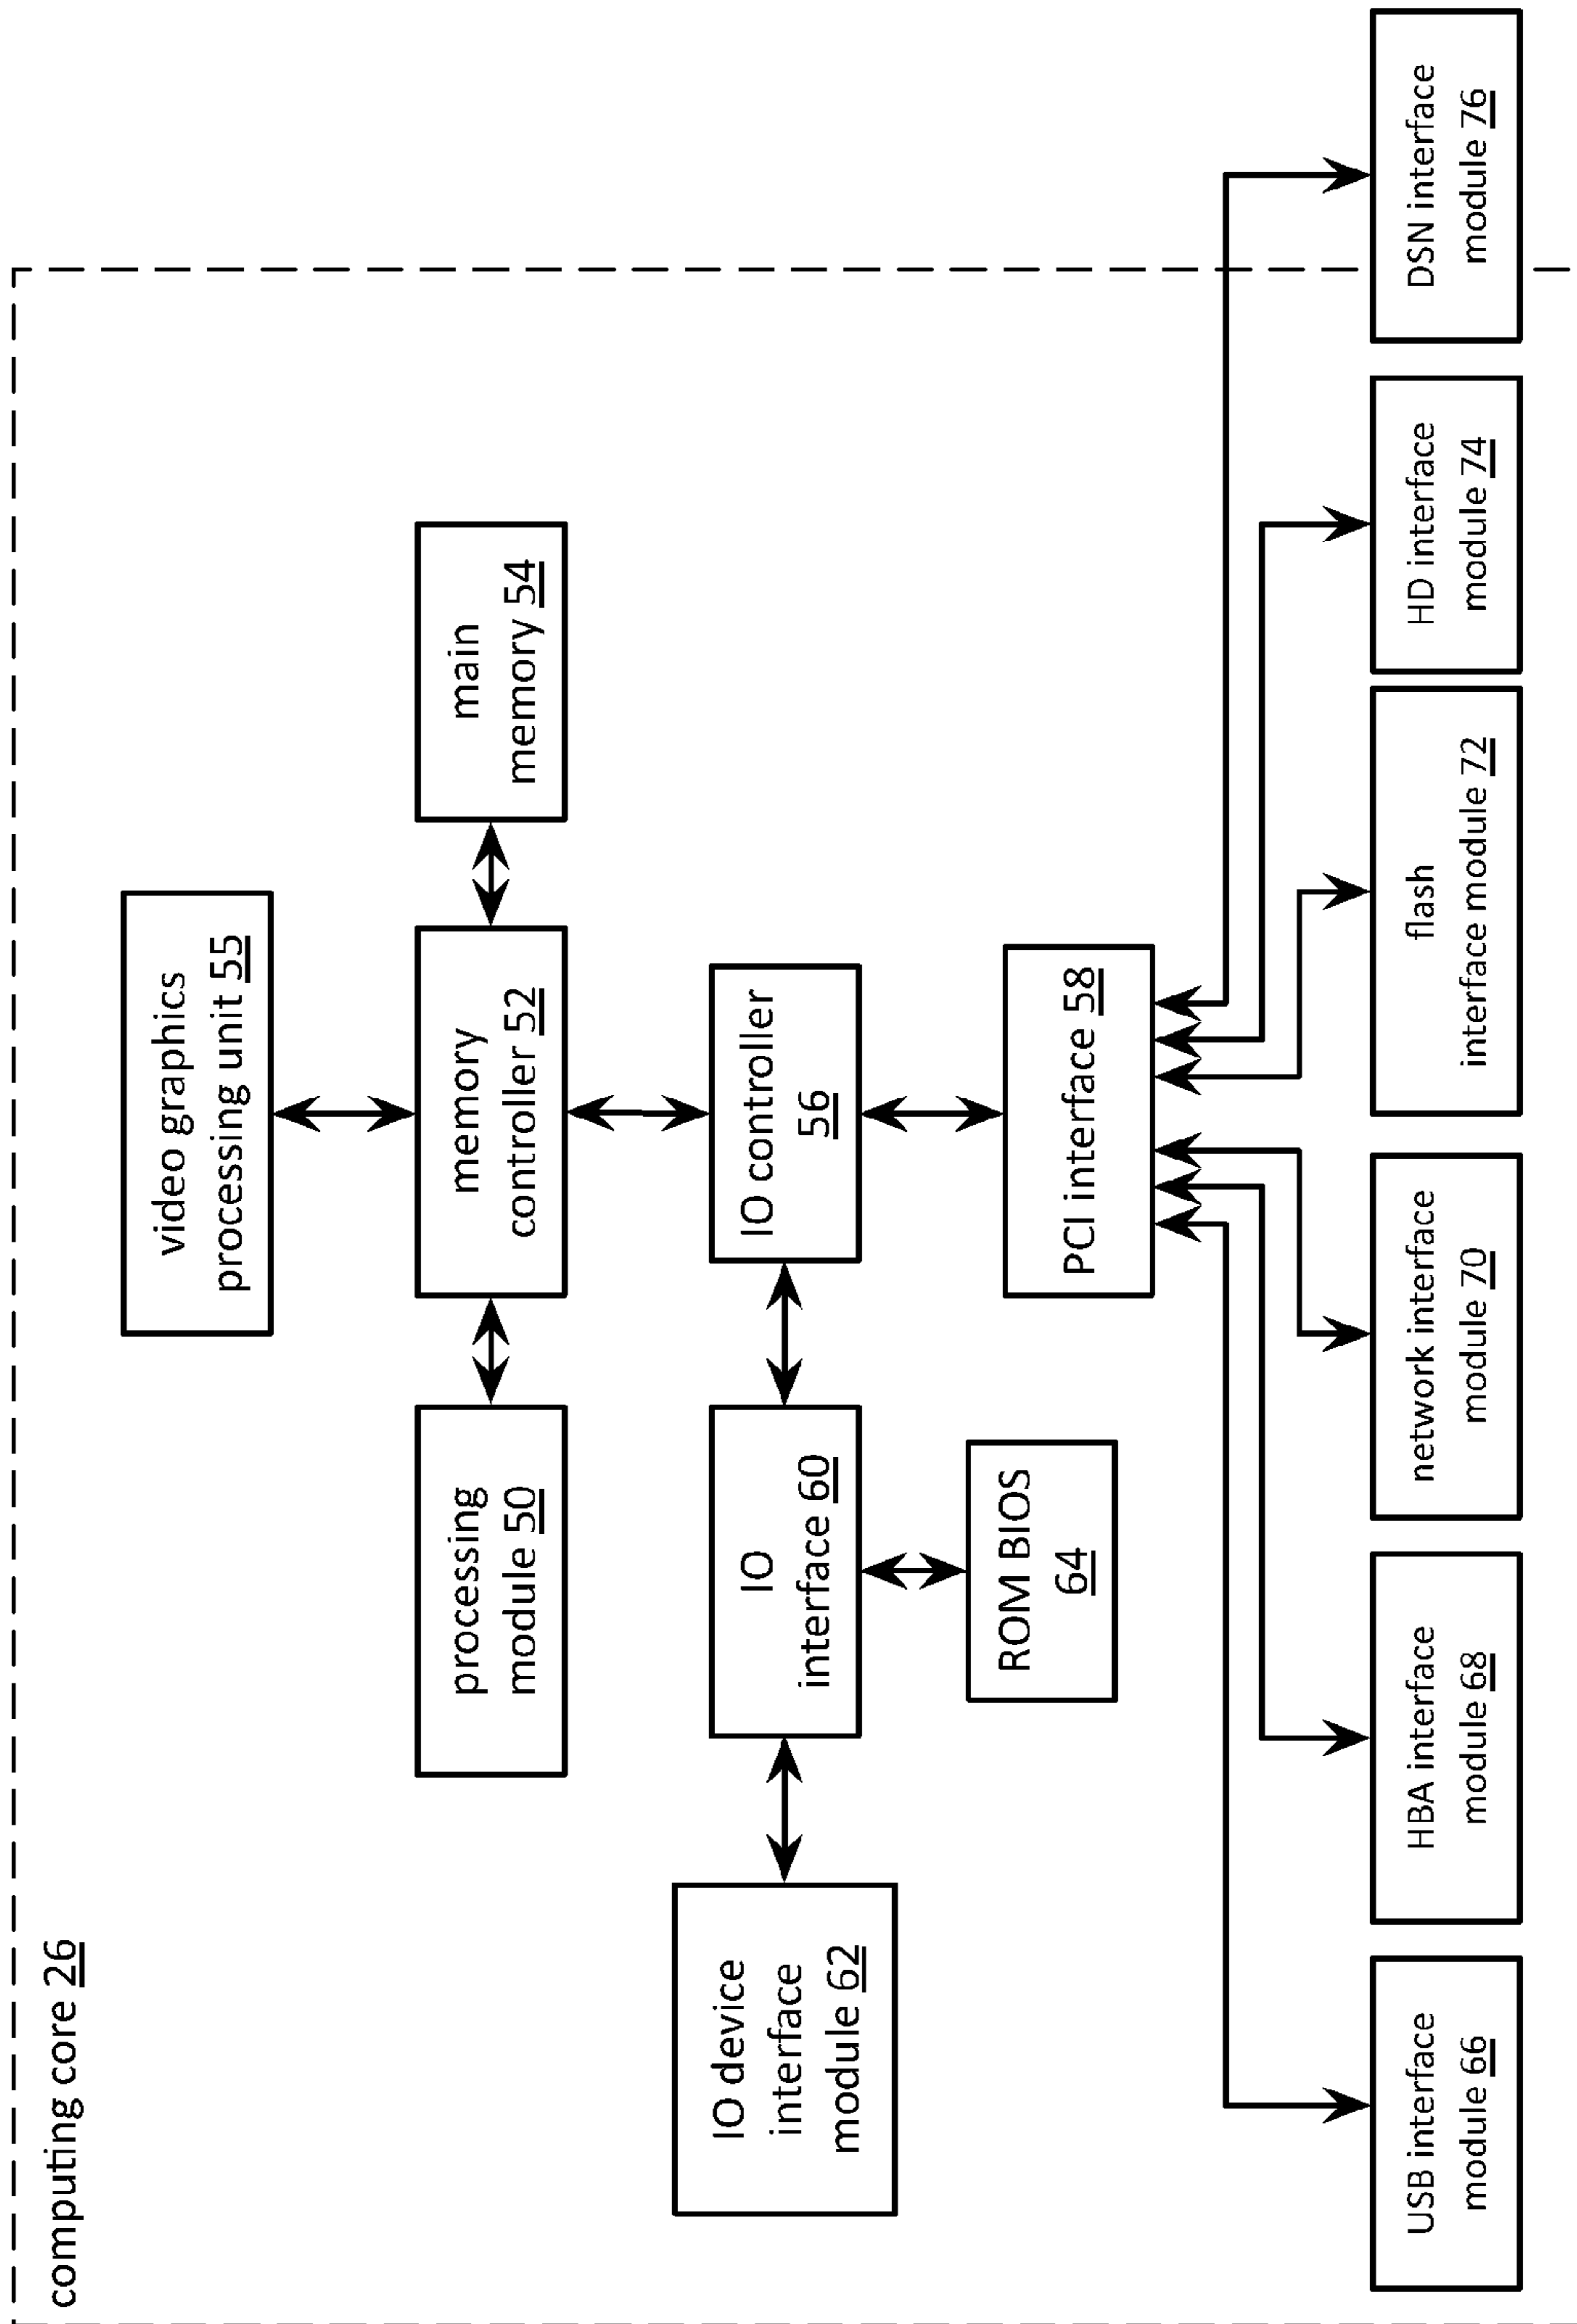 computing core 26
video graphics
processing unit 55
processing
module 50
memory
controller 52
main
memory 54
IO device
interface
module 62
IO
interface 60
IO controller
56
ROM BIOS
64
PCI interface 58
USB interface
module 66
HBA interface
module 68
network interface
module 70
flash
interface module 72
HD interface
module 74
DSN interface
module 76